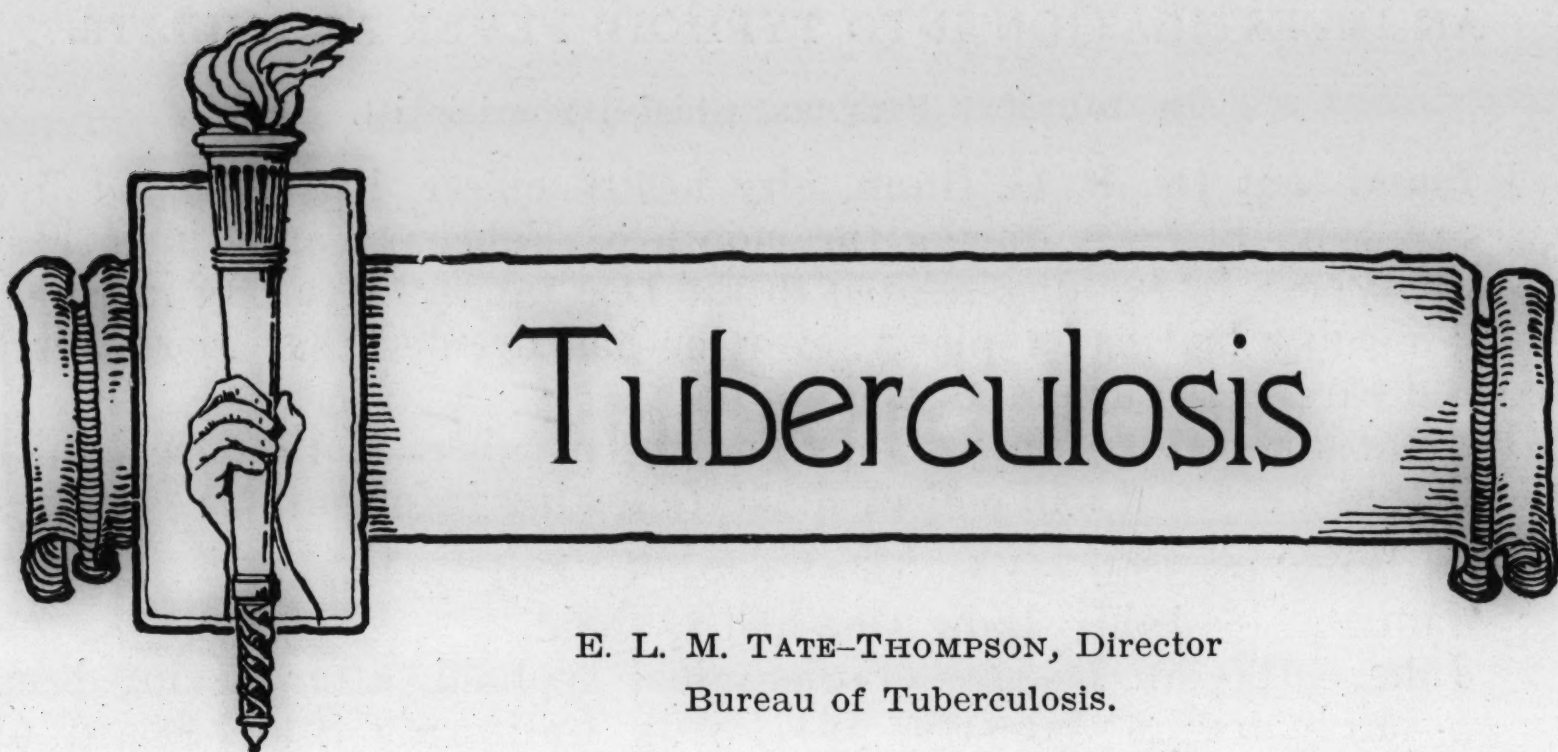 Tuberculosis
E. L. M. TATE–THOMPSON, Director
Bureau of Tuberculosis.